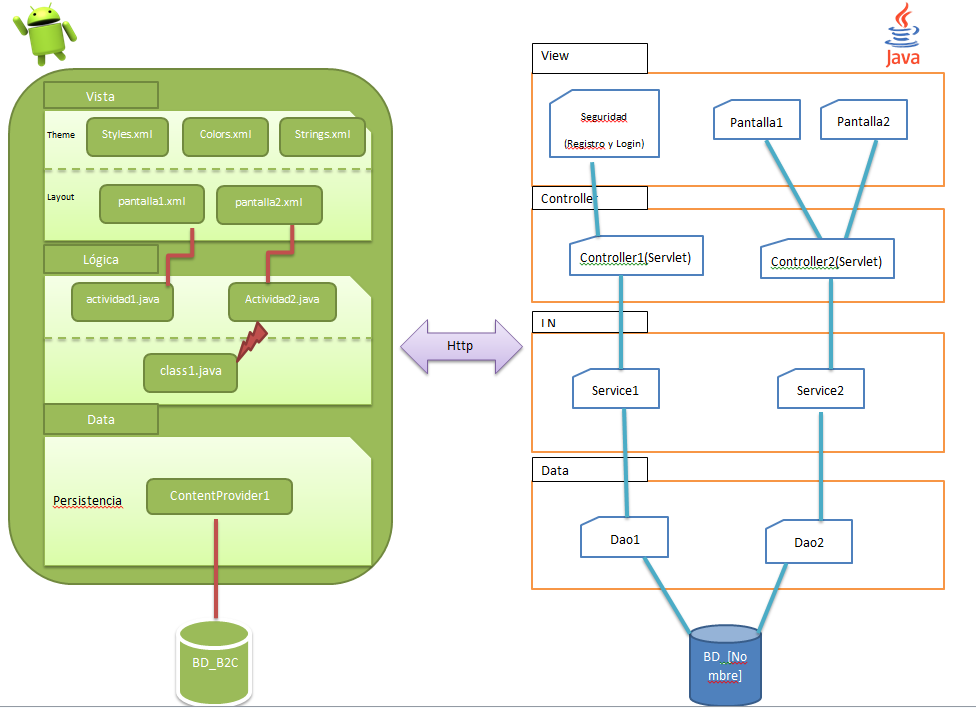 Vista
Theme
Styles.xml
Colors.xml
Strings.xml
Layout
pantalla1.xml
pantalla2.xml
Lógica
actividad1.java
Actividad2.java
class1.java
Data
Persistencia
ContentProvider1
BD_B2C
Http
Java
View
Seguridad
(Registro y Login)
Pantalla1
Pantalla2
Controller
Controller1(Servlet)
Controller2(Servlet)
I N
Service1
Service2
Data
Dao1
Dao2
BD_[No
mbre]